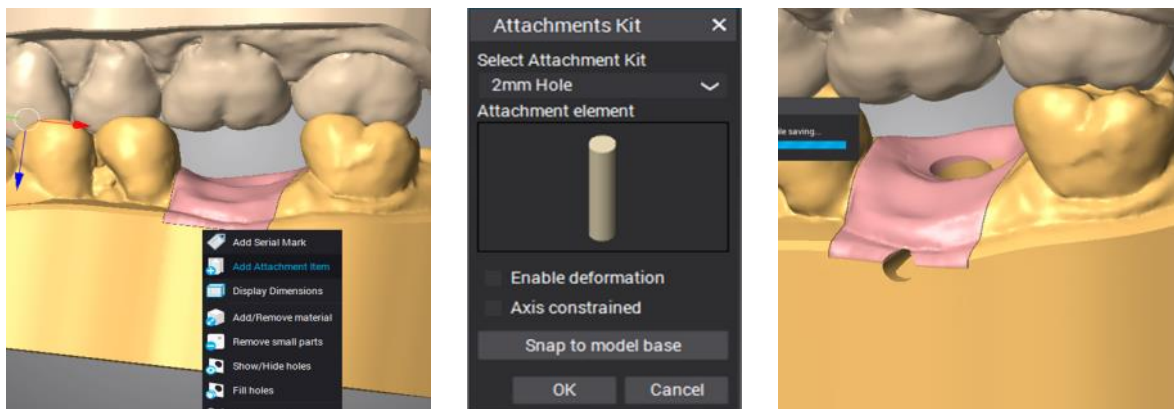 Add Serial Mark
Add Attachment Item
Display Dimensions
Add/Remove material
Remove small parts
Show/Hide holes
Fill holes
Attachments Kit
Select Attachment Kit
2mm Hole
Attachment element
Enable deformation
Axis constrained
Snap to model base
OK Cancel
saving...